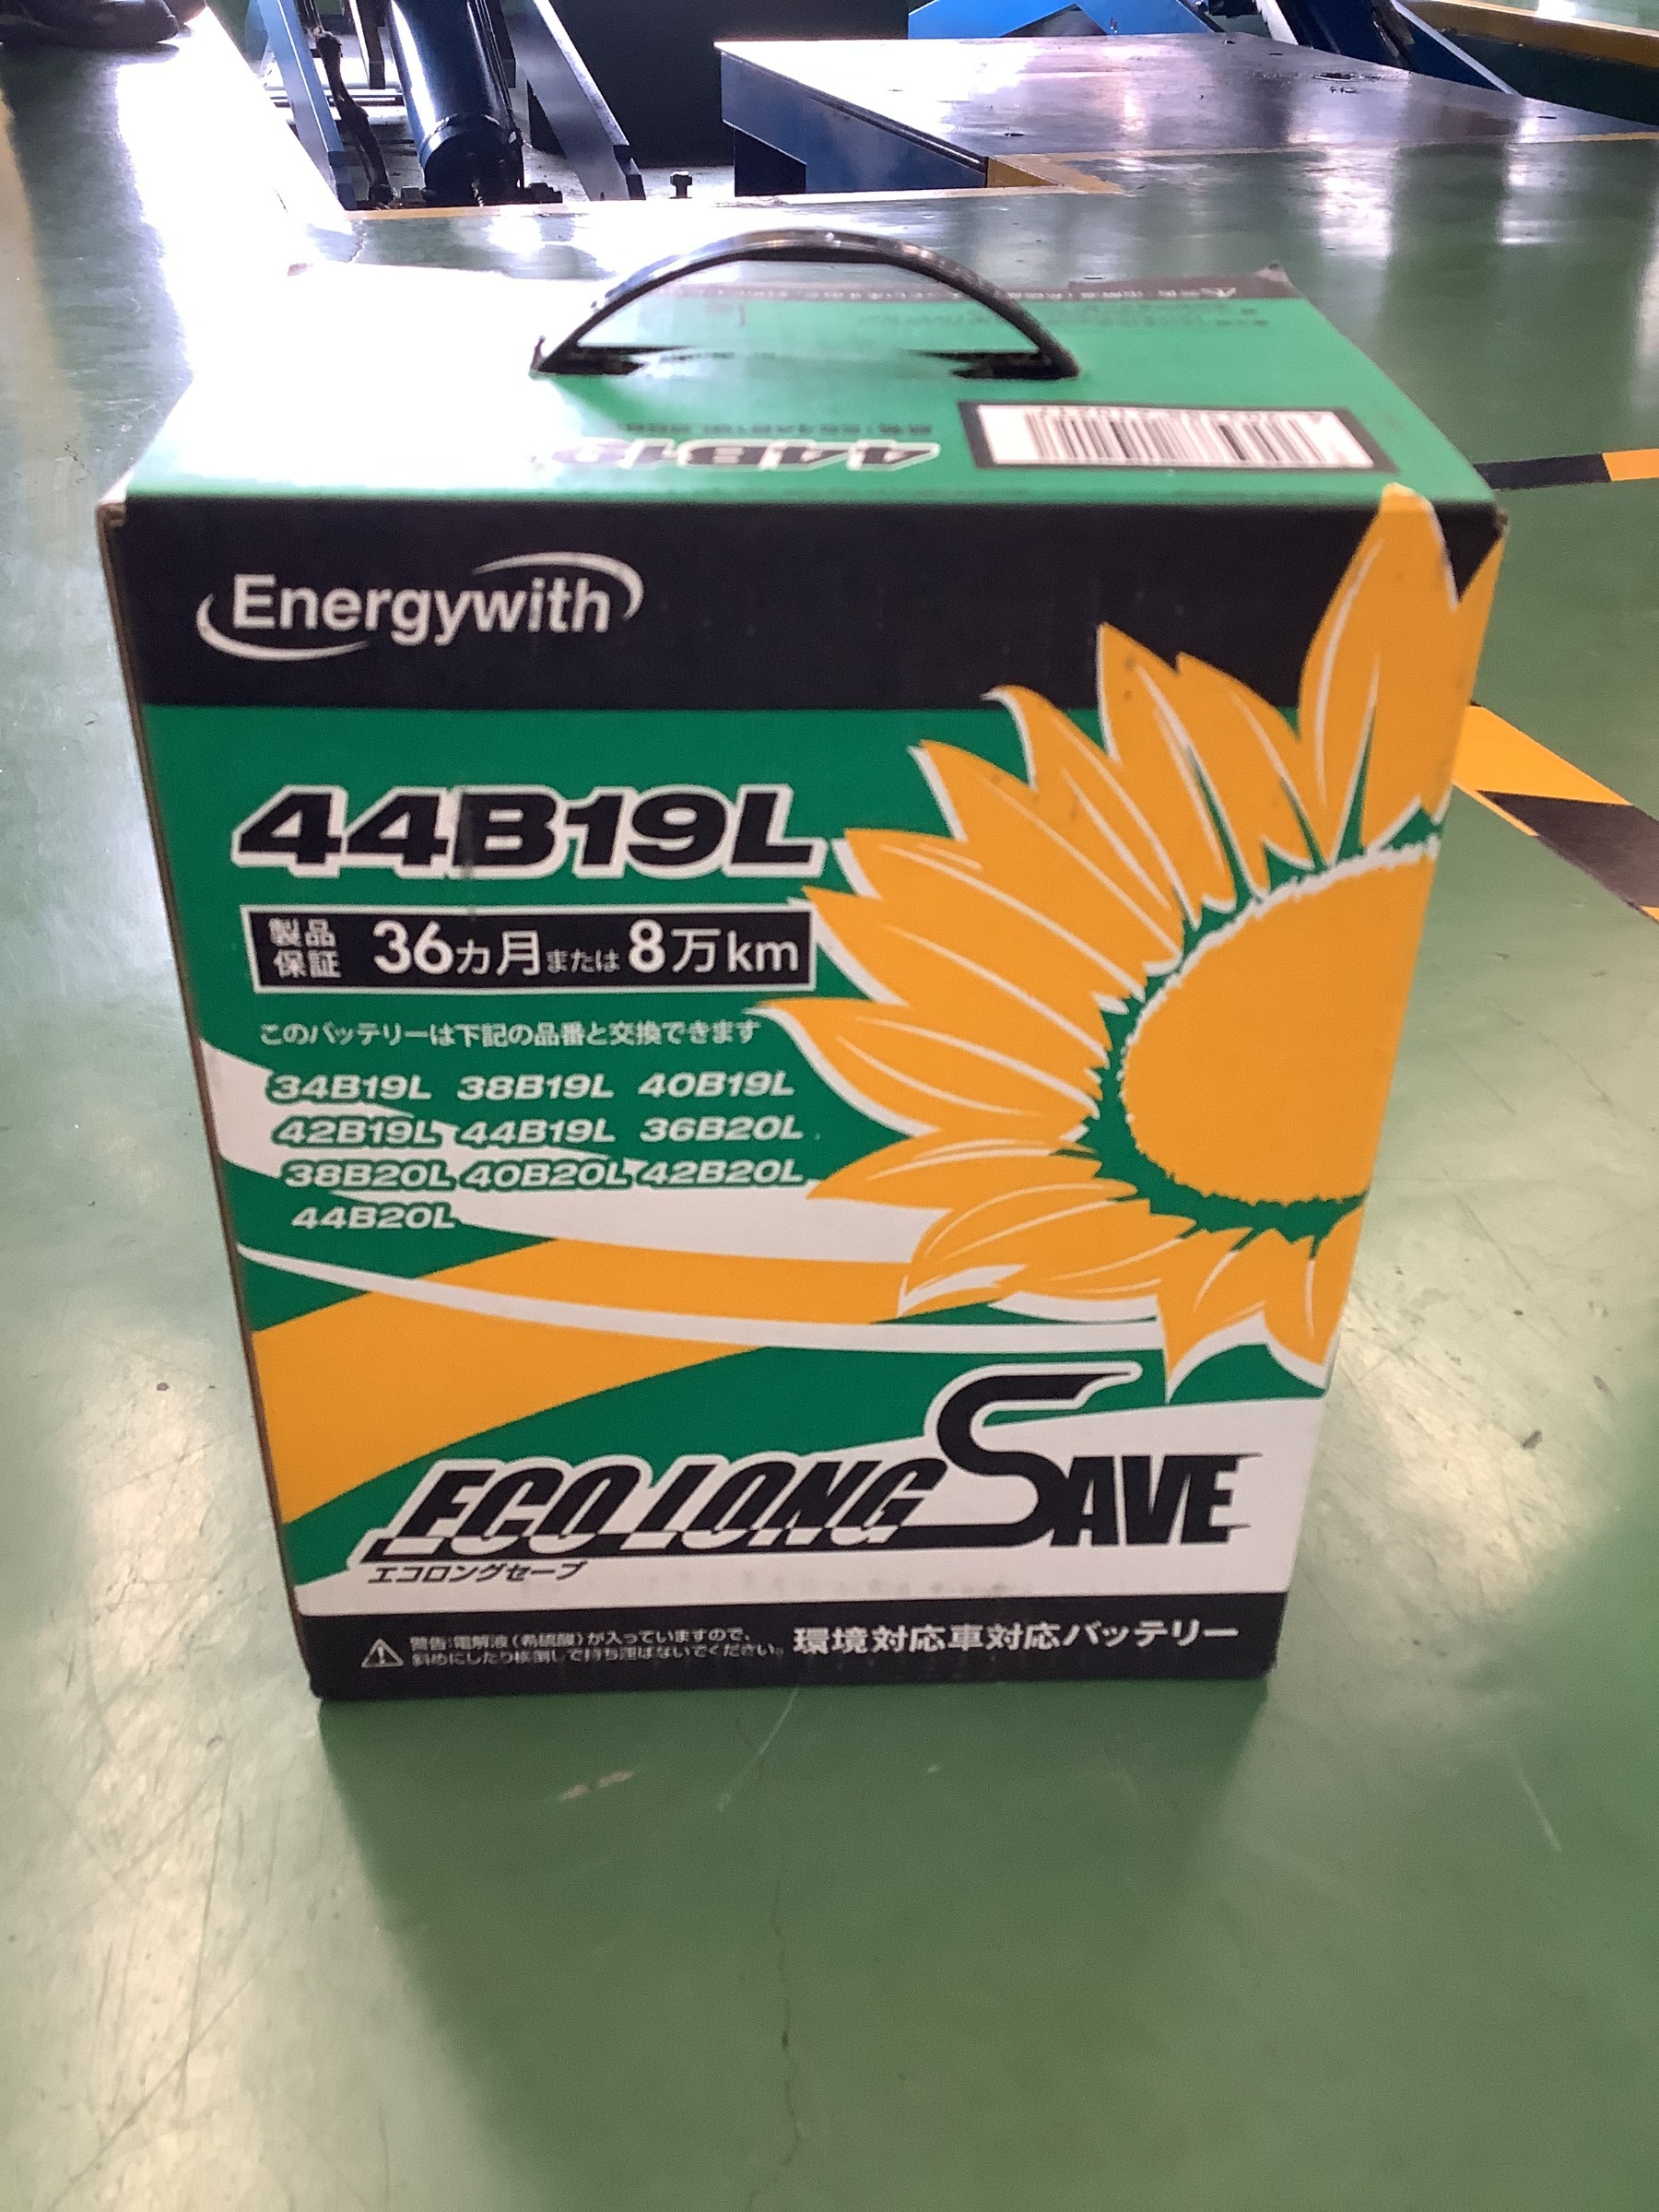 44B19
Energywith
44B19L
製品保証 36ヵ月または8万km
このバッテリーは下記の品番と交換できます
34B19L 38B19L 40B19L
42B19L 44B19L 36B20L
38B20L 40B20L 42B20L
44B20L
ECO LONG SAVE
エコロングセーブ
警告:電解液(希硫酸)が入っていますので、
斜めにしたり横倒しで持ち運ばないでください。
環境対応車対応バッテリー